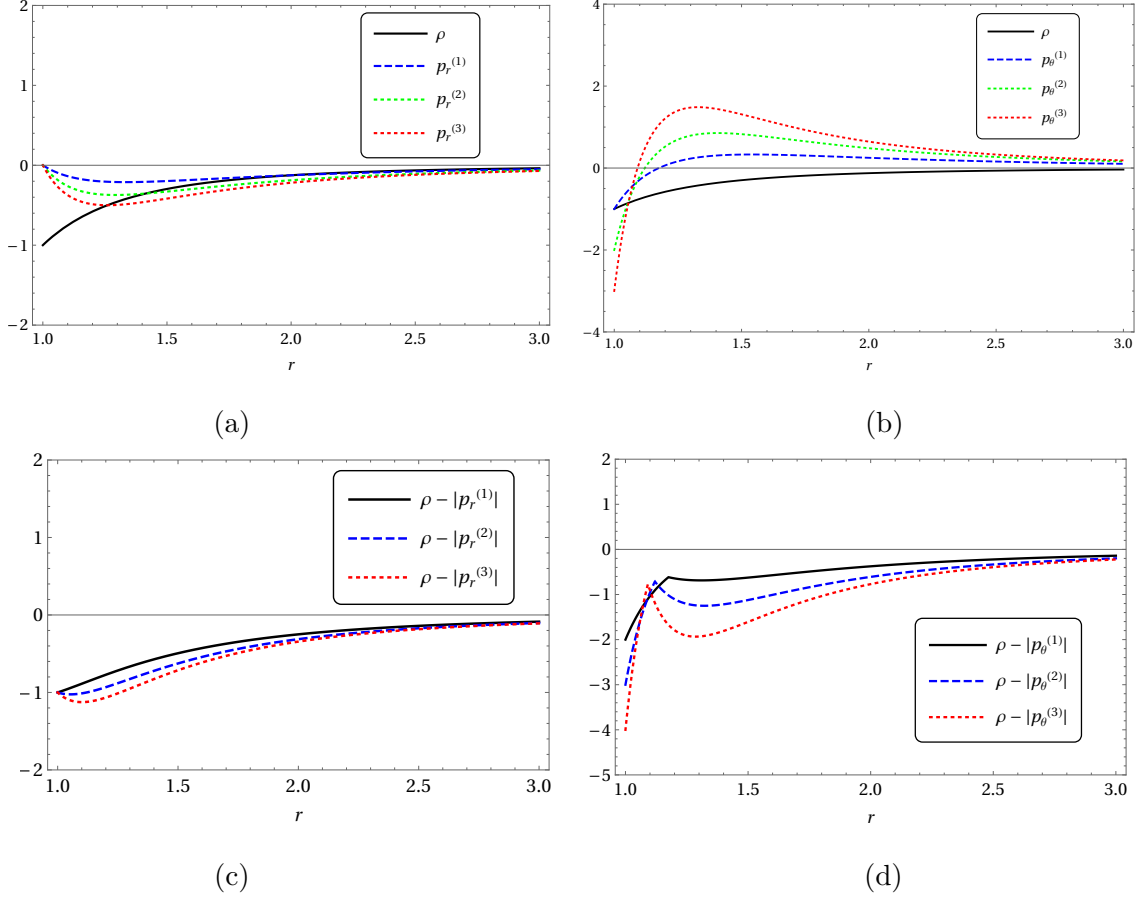 2
1
0
−1
−2
1.0
1.5
2.0
2.5
3.0
r
ρ
p_r^(1)
p_r^(2)
p_r^(3)
(a)
4
2
0
−2
−4
1.0
1.5
2.0
2.5
3.0
r
ρ
p_θ^(1)
p_θ^(2)
p_θ^(3)
(b)
2
1
0
−1
−2
1.0
1.5
2.0
2.5
3.0
r
ρ − |p_r^(1)|
ρ − |p_r^(2)|
ρ − |p_r^(3)|
(c)
2
1
0
−1
−2
−3
−4
−5
1.0
1.5
2.0
2.5
3.0
r
ρ − |p_θ^(1)|
ρ − |p_θ^(2)|
ρ − |p_θ^(3)|
(d)